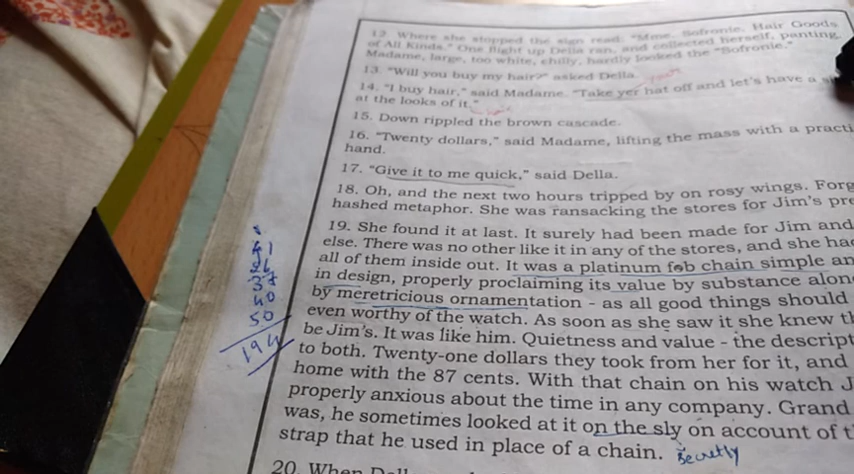 12. Where she stopped the sign read: "Mme. Sofronie. Hair Goods
of All Kinds." One flight up Della ran, and collected herself, panting.
Madame, large, too white, chilly, hardly looked the "Sofronie."
13. "Will you buy my hair?" asked Della.
14. "I buy hair," said Madame. "Take yer hat off and let's have a
at the looks of it."
15. Down rippled the brown cascade.
16. "Twenty dollars," said Madame, lifting the mass with a practi
hand.
17. "Give it to me quick," said Della.
18. Oh, and the next two hours tripped by on rosy wings. Forg
hashed metaphor. She was ransacking the stores for Jim's pre
19. She found it at last. It surely had been made for Jim and
else. There was no other like it in any of the stores, and she had
all of them inside out. It was a platinum fob chain simple an
in design, properly proclaiming its value by substance alon
by meretricious ornamentation - as all good things should
even worthy of the watch. As soon as she saw it she knew th
be Jim's. It was like him. Quietness and value - the descript
to both. Twenty-one dollars they took from her for it, and
home with the 87 cents. With that chain on his watch J
properly anxious about the time in any company. Grand
was, he sometimes looked at it on the sly on account of t
strap that he used in place of a chain. secretly
20. When Dell
50
194